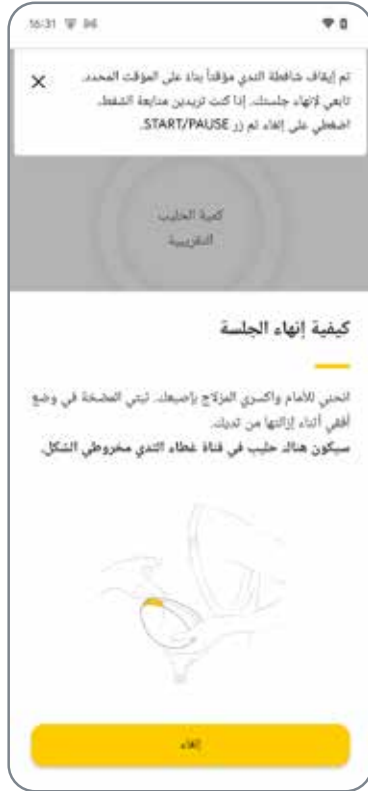 16:31
تم إيقاف شافطة الثدي مؤقتاً بناءً على المؤقت المحدد.
تابعي لإنهاء جلستك. إذا كنت تريدين متابعة الشفط،
اضغطي على إلغاء ثم زر START/PAUSE.
كمية الحليب
التقريبية
كيفية إنهاء الجلسة
انحني للأمام واكسري المزلاج بإصبعك. ثبتي المضخة في وضع
أفقي أثناء إزالتها من ثديك.
سيكون هناك حليب في قناة غطاء الثدي مخروطي الشكل.
إلغاء